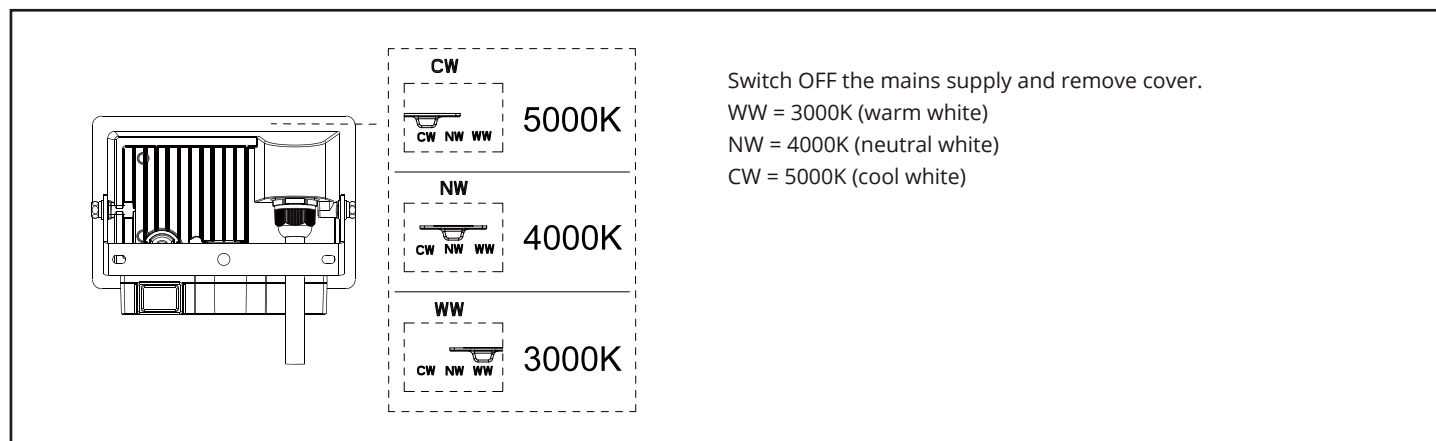 CW
CW NW WW
5000K
NW
CW NW WW
4000K
WW
CW NW WW
3000K
Switch OFF the mains supply and remove cover.
WW = 3000K (warm white)
NW = 4000K (neutral white)
CW = 5000K (cool white)